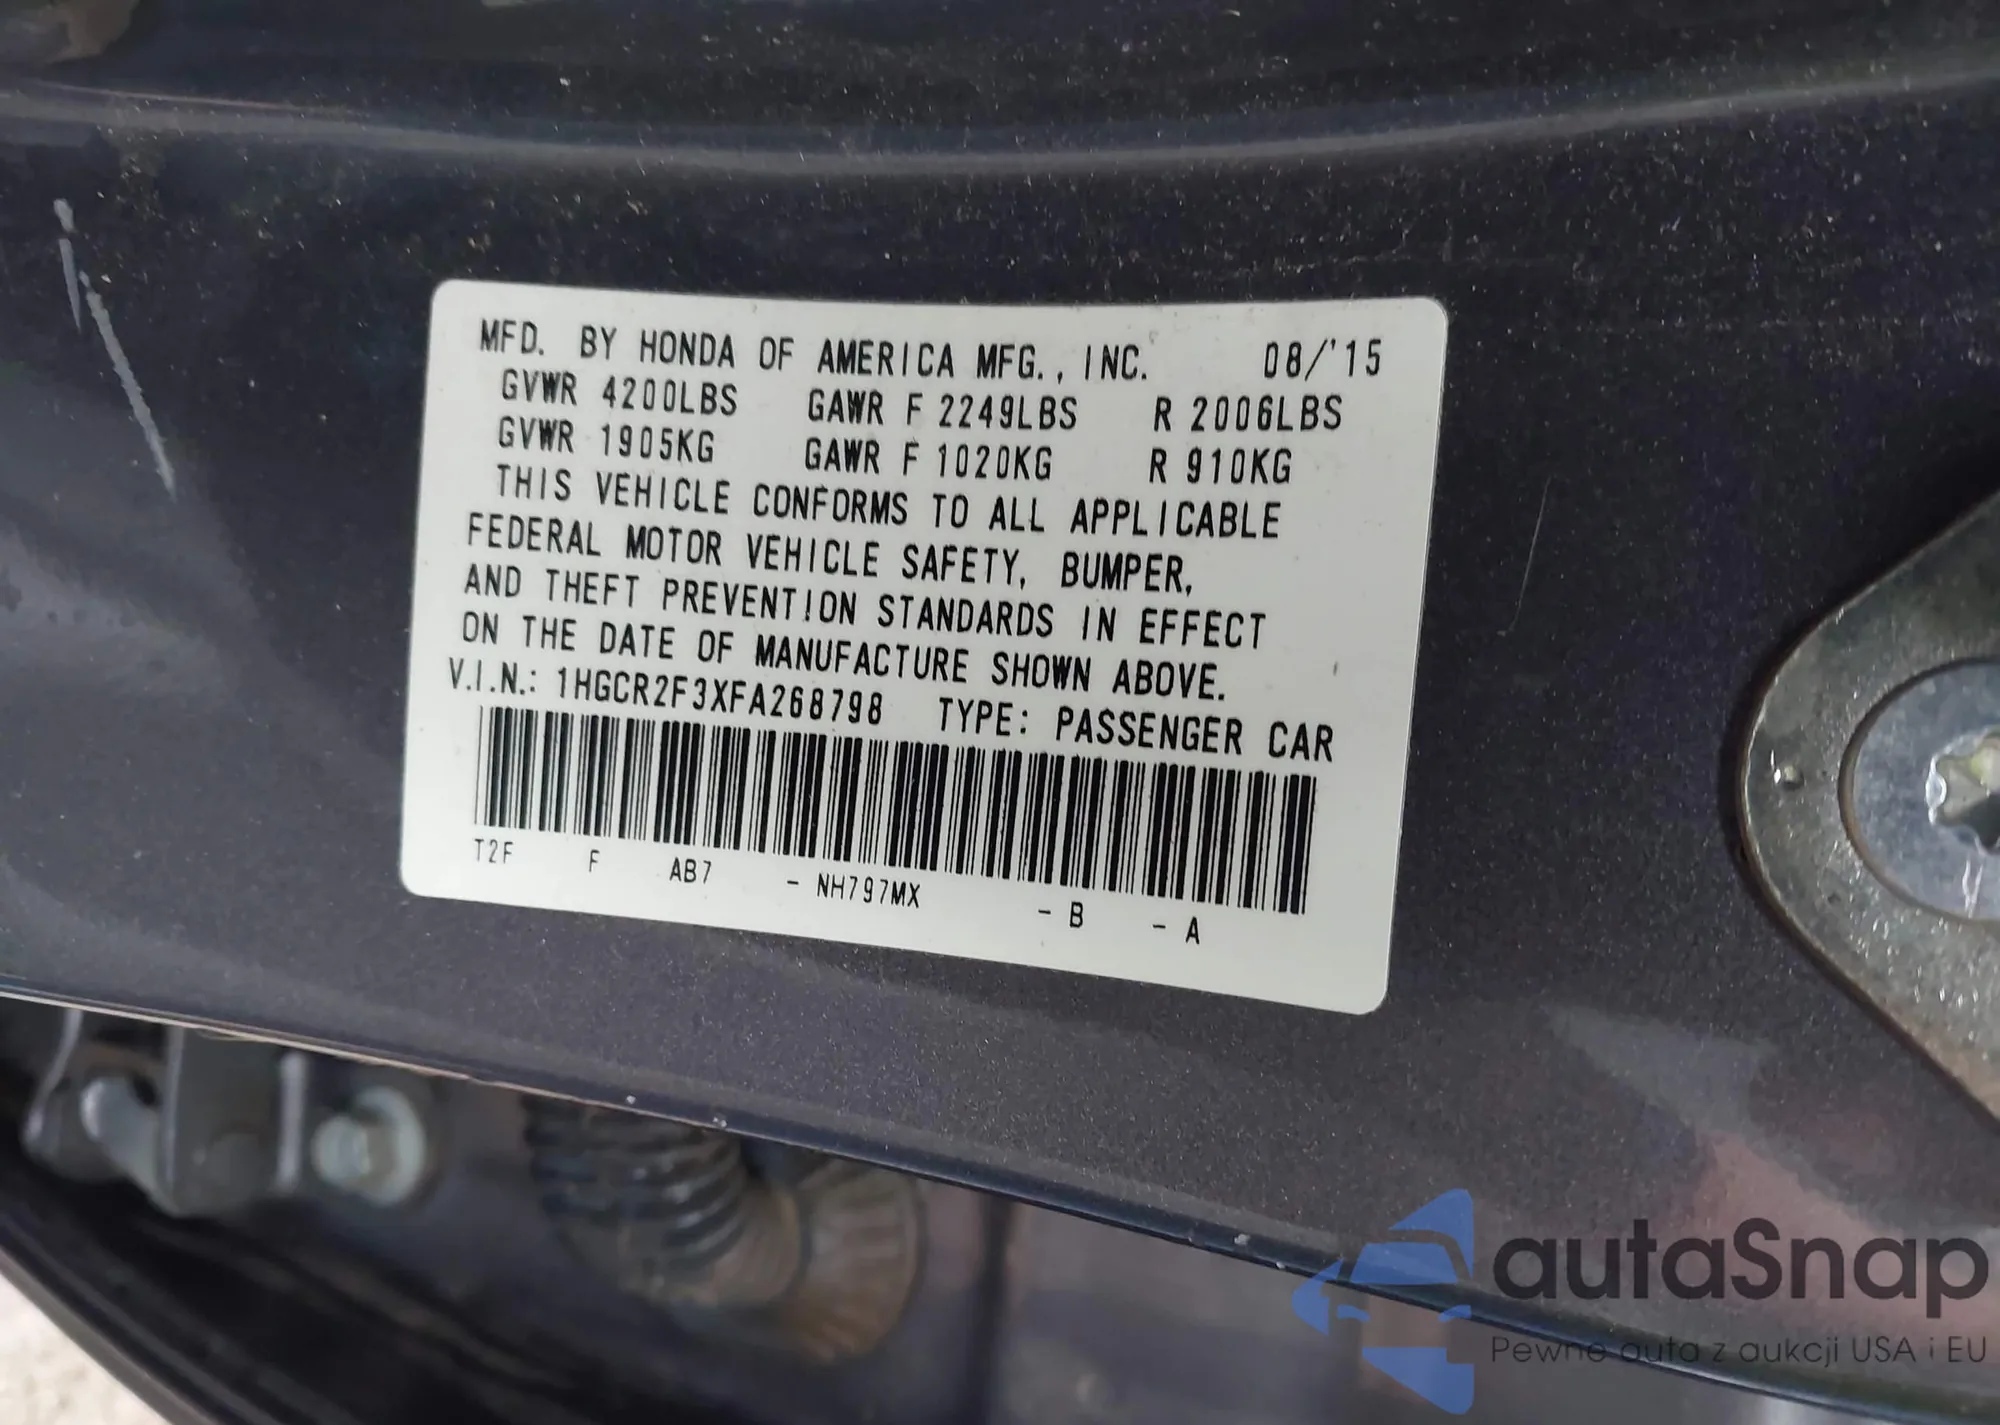 MFD. BY HONDA OF AMERICA MFG., INC. 08/'15
GVWR 4200LBS GAWR F 2249LBS R 2006LBS
GVWR 1905KG GAWR F 1020KG R 910KG
THIS VEHICLE CONFORMS TO ALL APPLICABLE
FEDERAL MOTOR VEHICLE SAFETY, BUMPER,
AND THEFT PREVENTION STANDARDS IN EFFECT
ON THE DATE OF MANUFACTURE SHOWN ABOVE.
V.I.N.: 1HGCR2F3XFA268798 TYPE: PASSENGER CAR
T2F F AB7 - NH797MX - B - A
autaSnap
Pewne auta z aukcji USA i EU